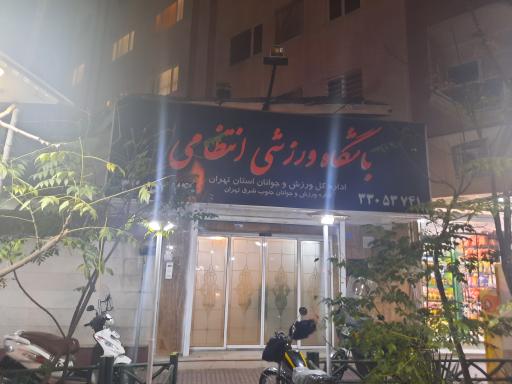 باشگاه ورزشی انتظامی
اداره کل ورزش و جوانان استان تهران
اداره ورزش و جوانان جنوب شرق تهران
۳۳۰۵۳۷۴۱